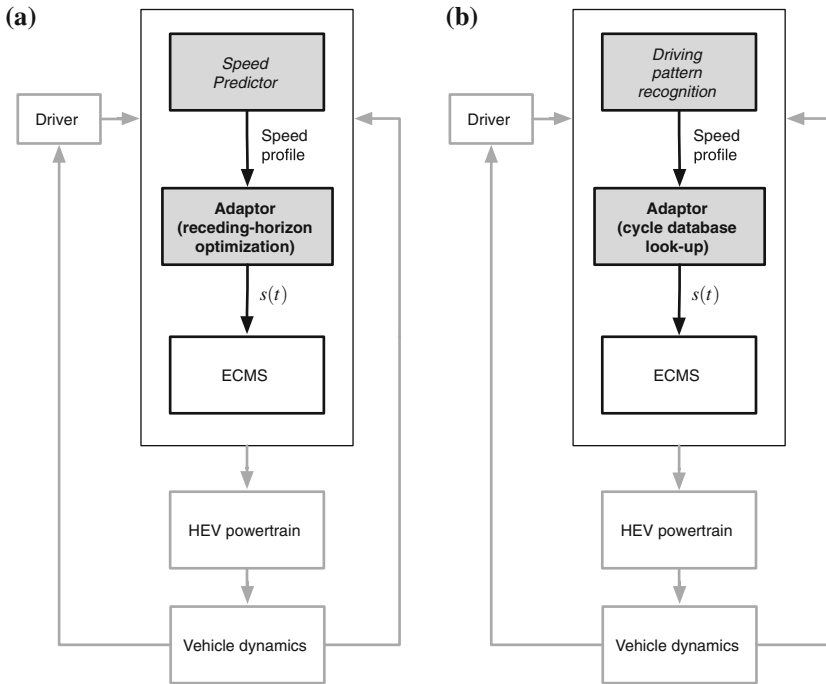 (a)
Speed
Predictor
Driver
Speed
profile
Adaptor
(receding-horizon
optimization)
s(t)
ECMS
HEV powertrain
Vehicle dynamics
(b)
Driving
pattern
recognition
Driver
Speed
profile
Adaptor
(cycle database
look-up)
s(t)
ECMS
HEV powertrain
Vehicle dynamics